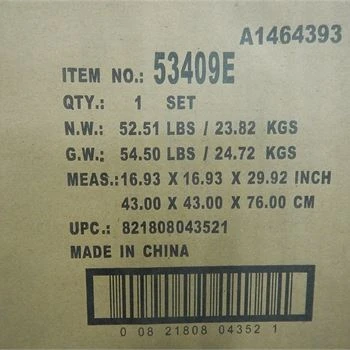 A1464393
ITEM NO.: 53409E
QTY.: 1 SET
N.W.: 52.51 LBS / 23.82 KGS
G.W.: 54.50 LBS / 24.72 KGS
MEAS.:16.93 X 16.93 X 29.92 INCH
43.00 X 43.00 X 76.00 CM
UPC.: 821808043521
MADE IN CHINA
0 08 21808 04352 1